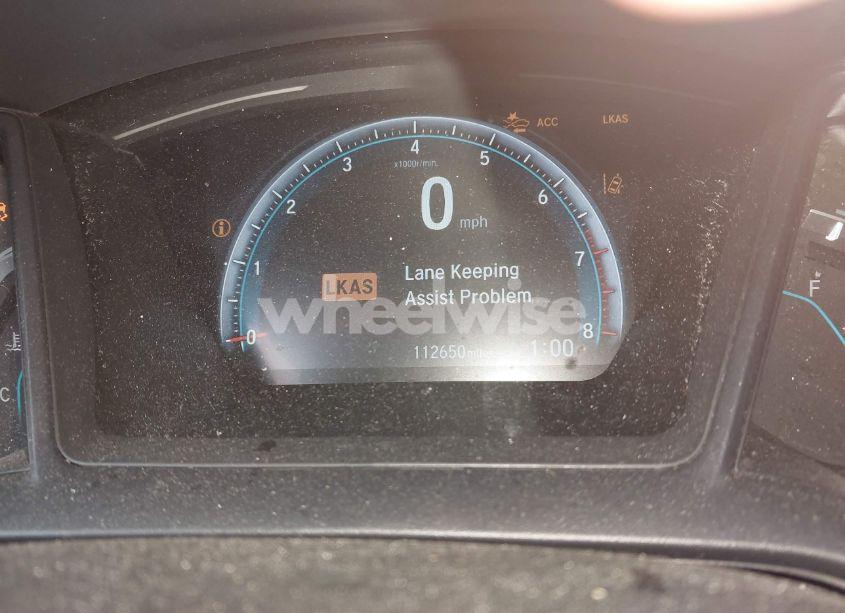 ACC LKAS
4
3 5
x1000r/min.
2 6
0 mph
1 7
Lane Keeping
LKAS
Assist Problem
F
wheelwise
0 8
112650 miles 1:00
C